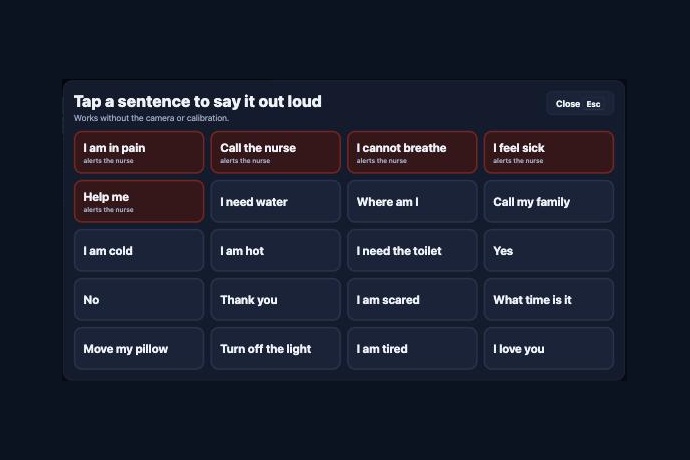 Tap a sentence to say it out loud
Close Esc
Works without the camera or calibration.
I am in pain
alerts the nurse
Call the nurse
alerts the nurse
I cannot breathe
alerts the nurse
I feel sick
alerts the nurse
Help me
alerts the nurse
I need water
Where am I
Call my family
I am cold
I am hot
I need the toilet
Yes
No
Thank you
I am scared
What time is it
Move my pillow
Turn off the light
I am tired
I love you